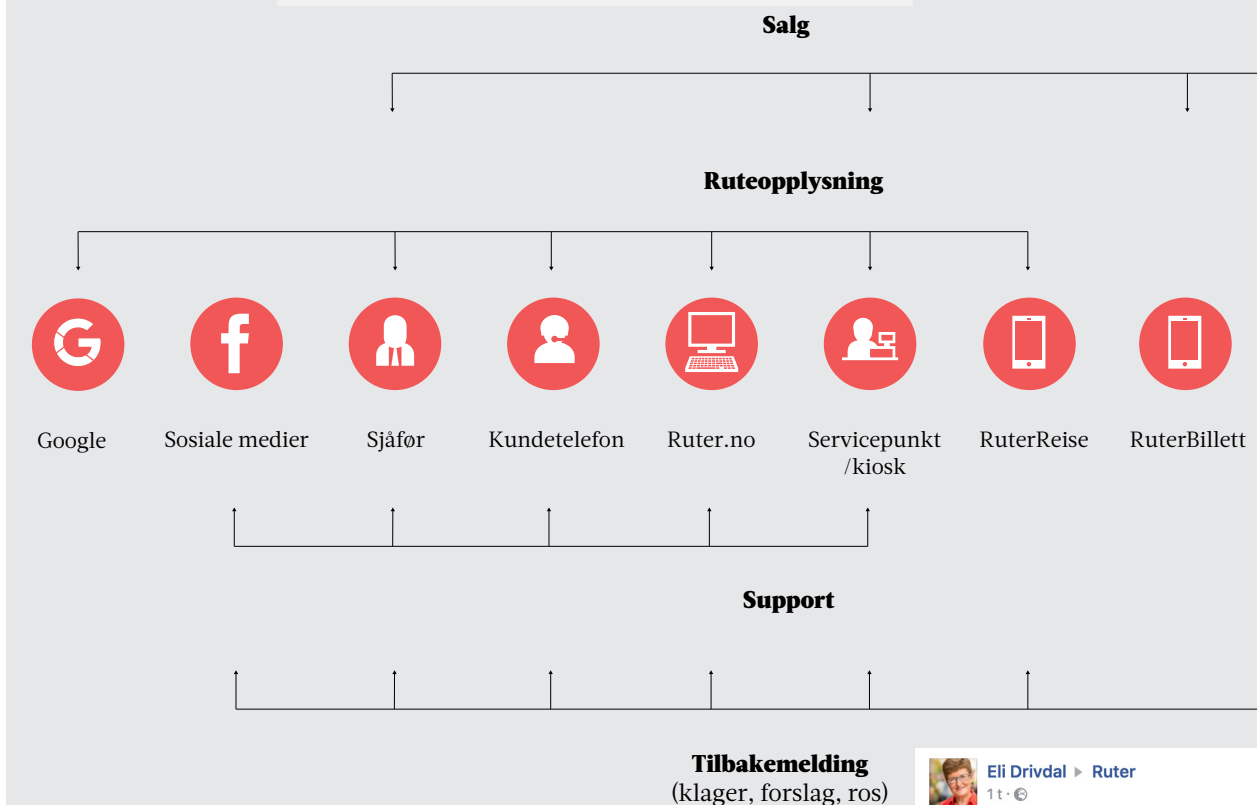 Salg
Ruteopplysning
Google
Sosiale medier
Sjåfør
Kundetelefon
Ruter.no
Servicepunkt
/kiosk
RuterReise
RuterBillett
Support
Tilbakemelding
(klager, forslag, ros)
Eli Drivdal ▸ Ruter
1 t ·